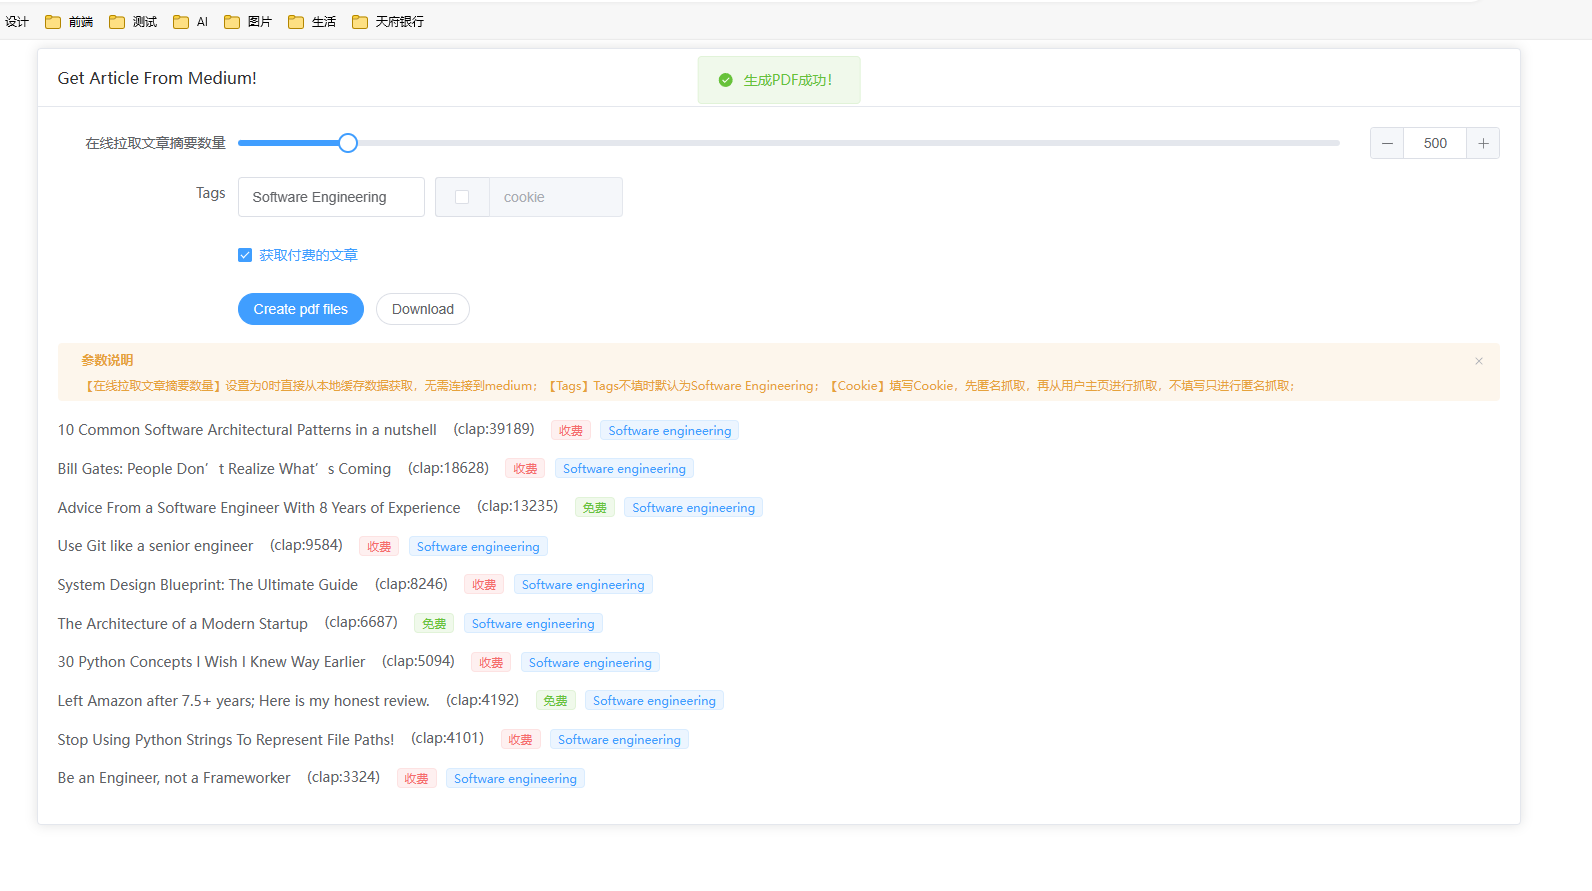 设计 前端 测试 AI 图片 生活 天府银行
Get Article From Medium!
生成PDF成功！
在线拉取文章摘要数量 500
Tags Software Engineering cookie
获取付费的文章
Create pdf files Download
参数说明
【在线拉取文章摘要数量】设置为0时直接从本地缓存数据获取，无需连接到medium；【Tags】Tags不填时默认为Software Engineering；【Cookie】填写Cookie，先匿名抓取，再从用户主页进行抓取，不填写只进行匿名抓取；
10 Common Software Architectural Patterns in a nutshell (clap:39189) 收费 Software engineering
Bill Gates: People Don’t Realize What’s Coming (clap:18628) 收费 Software engineering
Advice From a Software Engineer With 8 Years of Experience (clap:13235) 免费 Software engineering
Use Git like a senior engineer (clap:9584) 收费 Software engineering
System Design Blueprint: The Ultimate Guide (clap:8246) 收费 Software engineering
The Architecture of a Modern Startup (clap:6687) 免费 Software engineering
30 Python Concepts I Wish I Knew Way Earlier (clap:5094) 收费 Software engineering
Left Amazon after 7.5+ years; Here is my honest review. (clap:4192) 免费 Software engineering
Stop Using Python Strings To Represent File Paths! (clap:4101) 收费 Software engineering
Be an Engineer, not a Frameworker (clap:3324) 收费 Software engineering